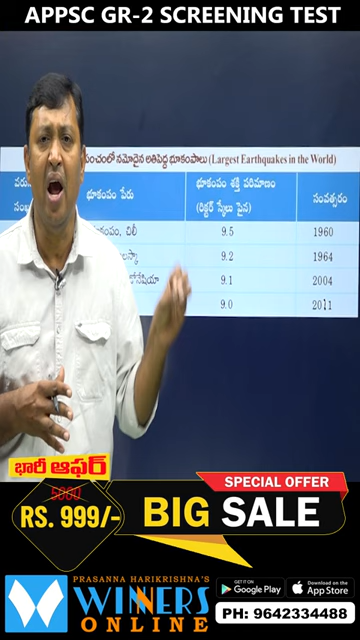 APPSC GR-2 SCREENING TEST
నమోదైన అతిపెద్ద భూకంపాలు (Largest Earthquakes in the World)
భూకంపం పేరు
భూకంపం శక్తి పరిమాణం
(రిక్టర్ స్కేలు పైన)
సంవత్సరం
చిలీ 9.5 1960
9.2 1964
9.1 2004
9.0 2011
భారీ ఆఫర్
5000
RS. 999/-
SPECIAL OFFER
BIG SALE
PRASANNA HARIKRISHNA'S
WINNERS
ONLINE
GET IT ON
Google Play
Download on the
App Store
PH: 9642334488